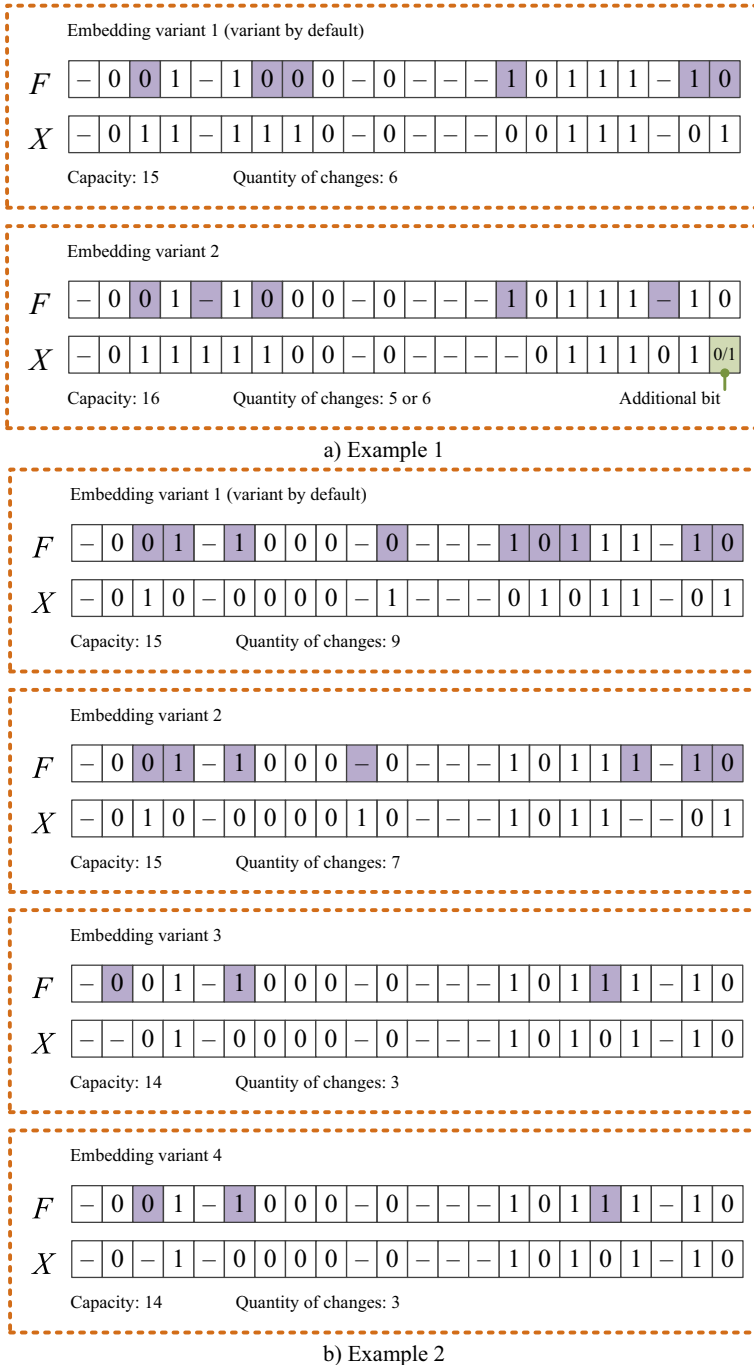 Embedding variant 1 (variant by default)
F – 0 0 1 – 1 0 0 0 – 0 – – – 1 0 1 1 1 – 1 0
X – 0 1 1 – 1 1 1 0 – 0 – – – 0 0 1 1 1 – 0 1
Capacity: 15 Quantity of changes: 6
Embedding variant 2
F – 0 0 1 – 1 0 0 0 – 0 – – – 1 0 1 1 1 – 1 0
X – 0 1 1 1 1 1 0 0 – 0 – – – – 0 1 1 1 0 1 0/1
Capacity: 16 Quantity of changes: 5 or 6 Additional bit
a) Example 1
Embedding variant 1 (variant by default)
F – 0 0 1 – 1 0 0 0 – 0 – – – 1 0 1 1 1 – 1 0
X – 0 1 0 – 0 0 0 0 – 1 – – – 0 1 0 1 1 – 0 1
Capacity: 15 Quantity of changes: 9
Embedding variant 2
F – 0 0 1 – 1 0 0 0 – 0 – – – 1 0 1 1 1 – 1 0
X – 0 1 0 – 0 0 0 0 1 0 – – – 1 0 1 1 – – 0 1
Capacity: 15 Quantity of changes: 7
Embedding variant 3
F – 0 0 1 – 1 0 0 0 – 0 – – – 1 0 1 1 1 – 1 0
X – – 0 1 – 0 0 0 0 – 0 – – – 1 0 1 0 1 – 1 0
Capacity: 14 Quantity of changes: 3
Embedding variant 4
F – 0 0 1 – 1 0 0 0 – 0 – – – 1 0 1 1 1 – 1 0
X – 0 – 1 – 0 0 0 0 – 0 – – – 1 0 1 0 1 – 1 0
Capacity: 14 Quantity of changes: 3
b) Example 2